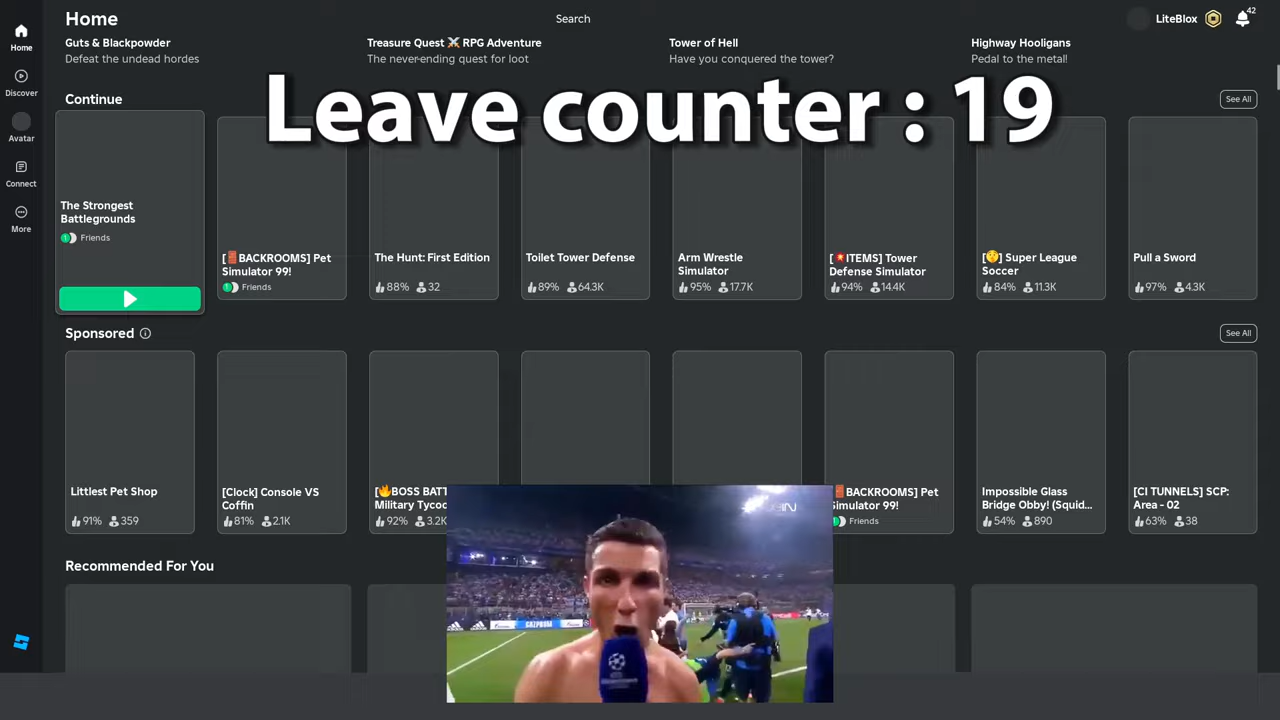 Home
Search
LiteBlox
42
Home
Discover
Avatar
Connect
More
Guts & Blackpowder
Defeat the undead hordes
Treasure Quest ⚔️ RPG Adventure
The never-ending quest for loot
Tower of Hell
Have you conquered the tower?
Highway Hooligans
Pedal to the metal!
Leave counter : 19
Continue
See All
The Strongest
Battlegrounds
1 Friends
[🚪BACKROOMS] Pet
Simulator 99!
1 Friends
The Hunt: First Edition
88% 32
Toilet Tower Defense
89% 64.3K
Arm Wrestle
Simulator
95% 17.7K
[💥ITEMS] Tower
Defense Simulator
94% 14.4K
[🤫] Super League
Soccer
84% 11.3K
Pull a Sword
97% 4.3K
Sponsored
See All
Littlest Pet Shop
91% 359
[Clock] Console VS
Coffin
81% 2.1K
[🔥BOSS BATT
Military Tycoo
92% 3.2K
🚪BACKROOMS] Pet
Simulator 99!
Friends
Impossible Glass
Bridge Obby! (Squid...
54% 890
[CI TUNNELS] SCP:
Area - 02
63% 38
Recommended For You
beIN
adidas
GAZPROM